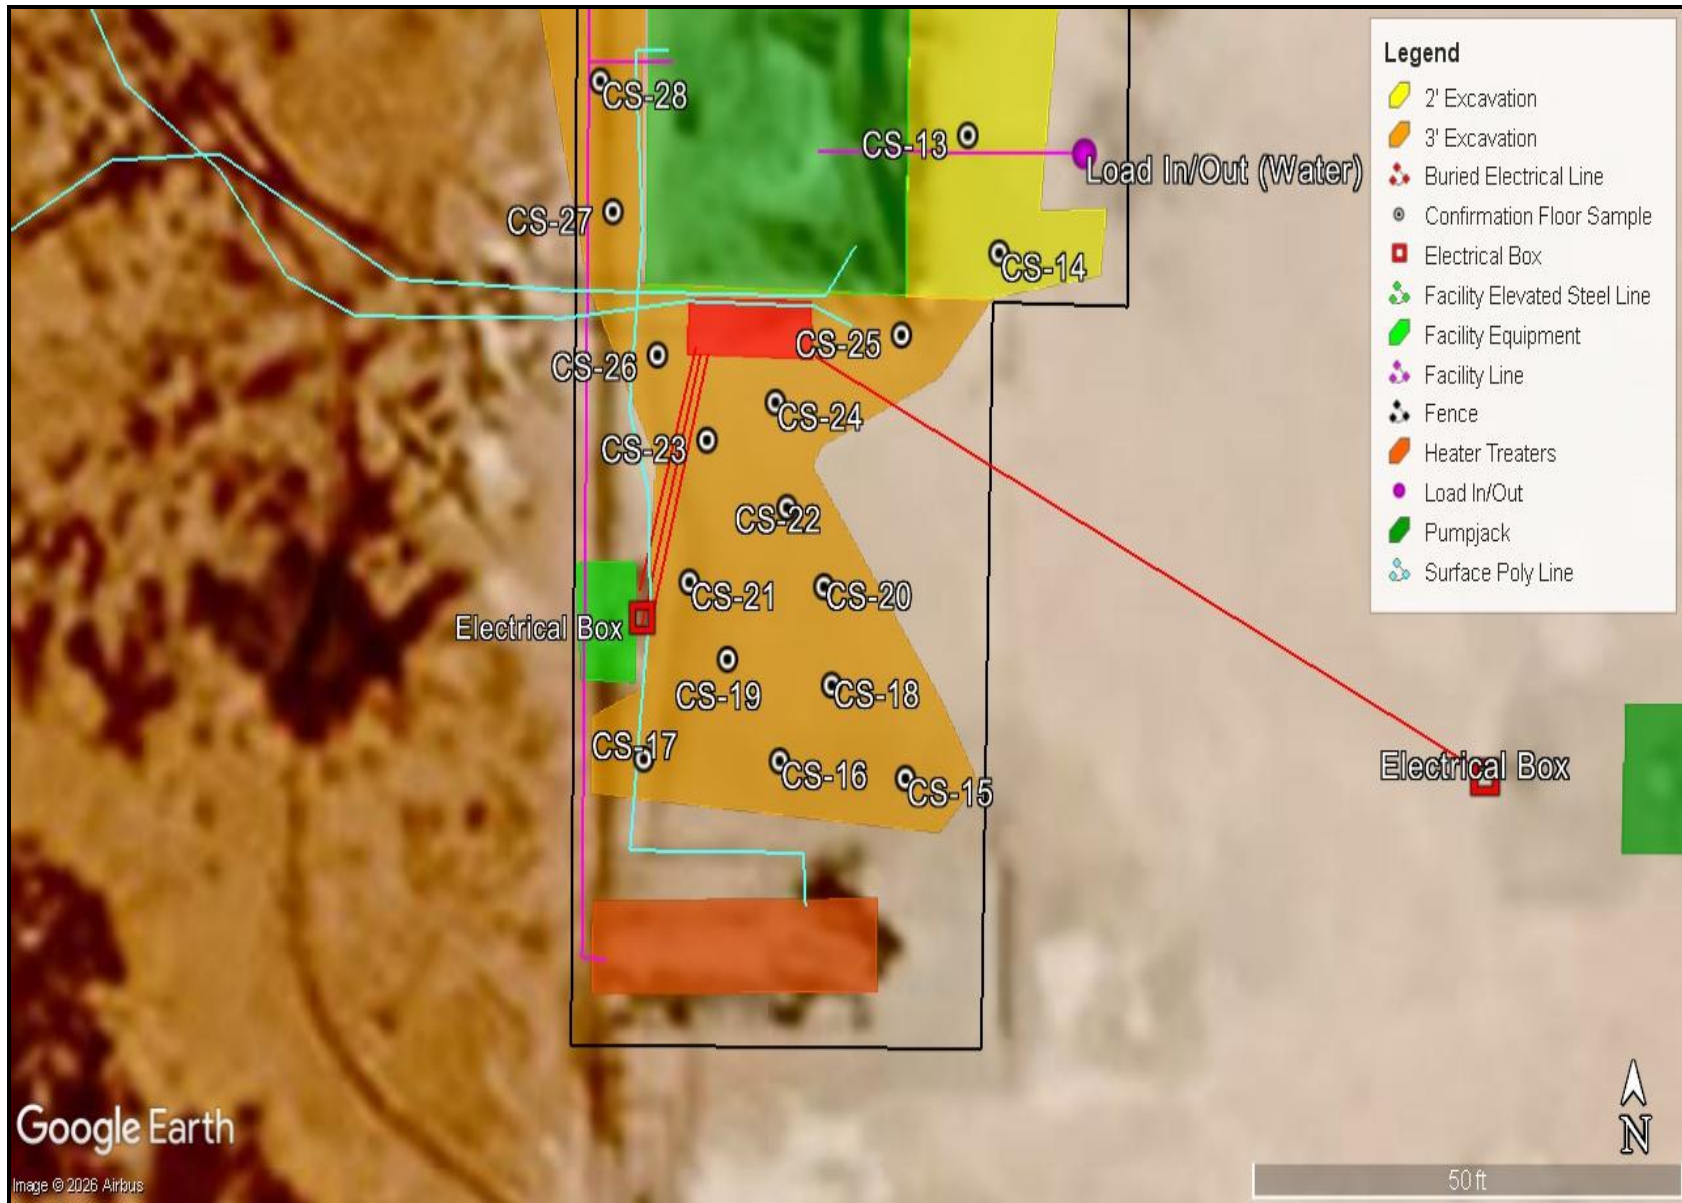 Legend
2' Excavation
3' Excavation
Buried Electrical Line
Confirmation Floor Sample
Electrical Box
Facility Elevated Steel Line
Facility Equipment
Facility Line
Fence
Heater Treaters
Load In/Out
Pumpjack
Surface Poly Line
CS-28
CS-13
Load In/Out (Water)
CS-27
CS-14
CS-25
CS-26
CS-24
CS-23
CS-22
CS-21
CS-20
Electrical Box
CS-19
CS-18
CS-17
CS-16
CS-15
Electrical Box
Google Earth
N
Image © 2026 Airbus
50 ft